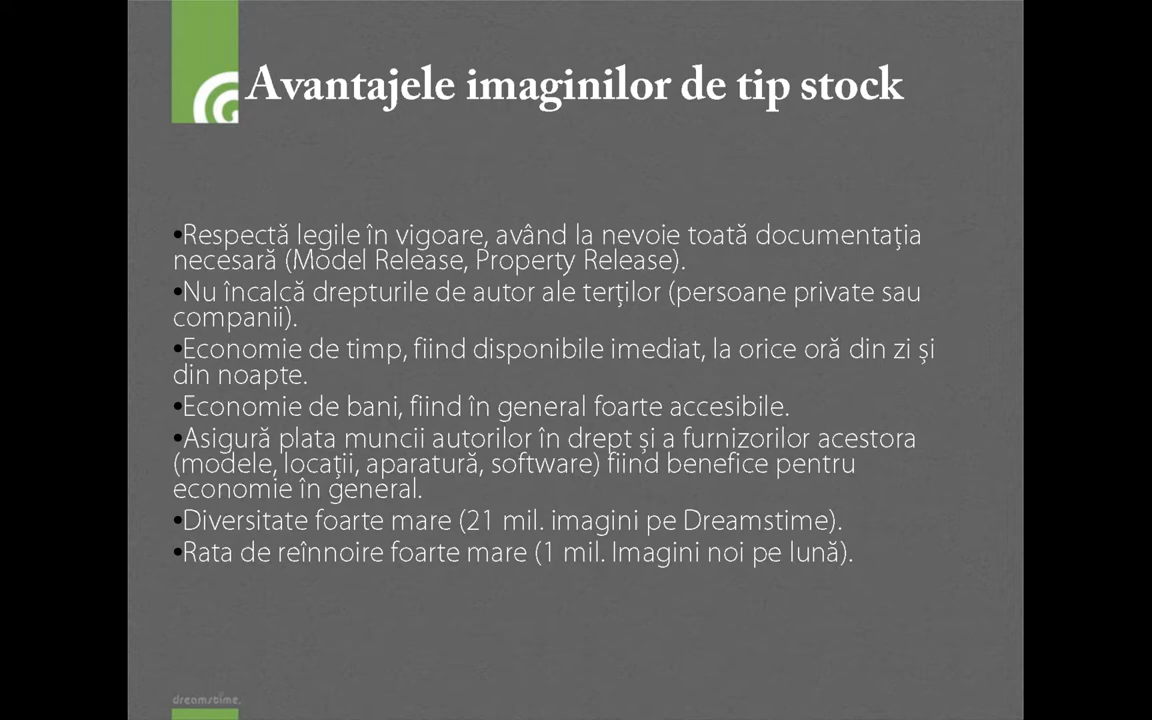 Avantajele imaginilor de tip stock
•Respectă legile în vigoare, având la nevoie toată documentația
necesară (Model Release, Property Release).
•Nu încalcă drepturile de autor ale terților (persoane private sau
companii).
•Economie de timp, fiind disponibile imediat, la orice oră din zi și
din noapte.
•Economie de bani, fiind în general foarte accesibile.
•Asigură plata muncii autorilor în drept și a furnizorilor acestora
(modele, locații, aparatură, software) fiind benefice pentru
economie în general.
•Diversitate foarte mare (21 mil. imagini pe Dreamstime).
•Rata de reînnoire foarte mare (1 mil. Imagini noi pe lună).
dreamstime.